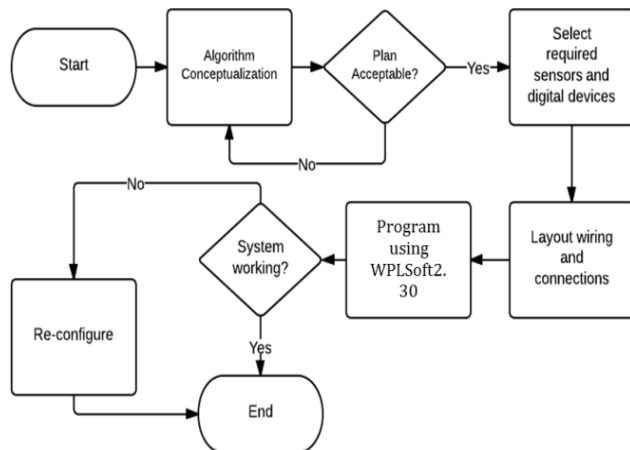 Start
Algorithm
Conceptualization
Plan
Acceptable?
Yes
Select
required
sensors and
digital devices
No
Layout wiring
and
connections
Program
using
WPLSoft2.
30
System
working?
No
Re-configure
Yes
End